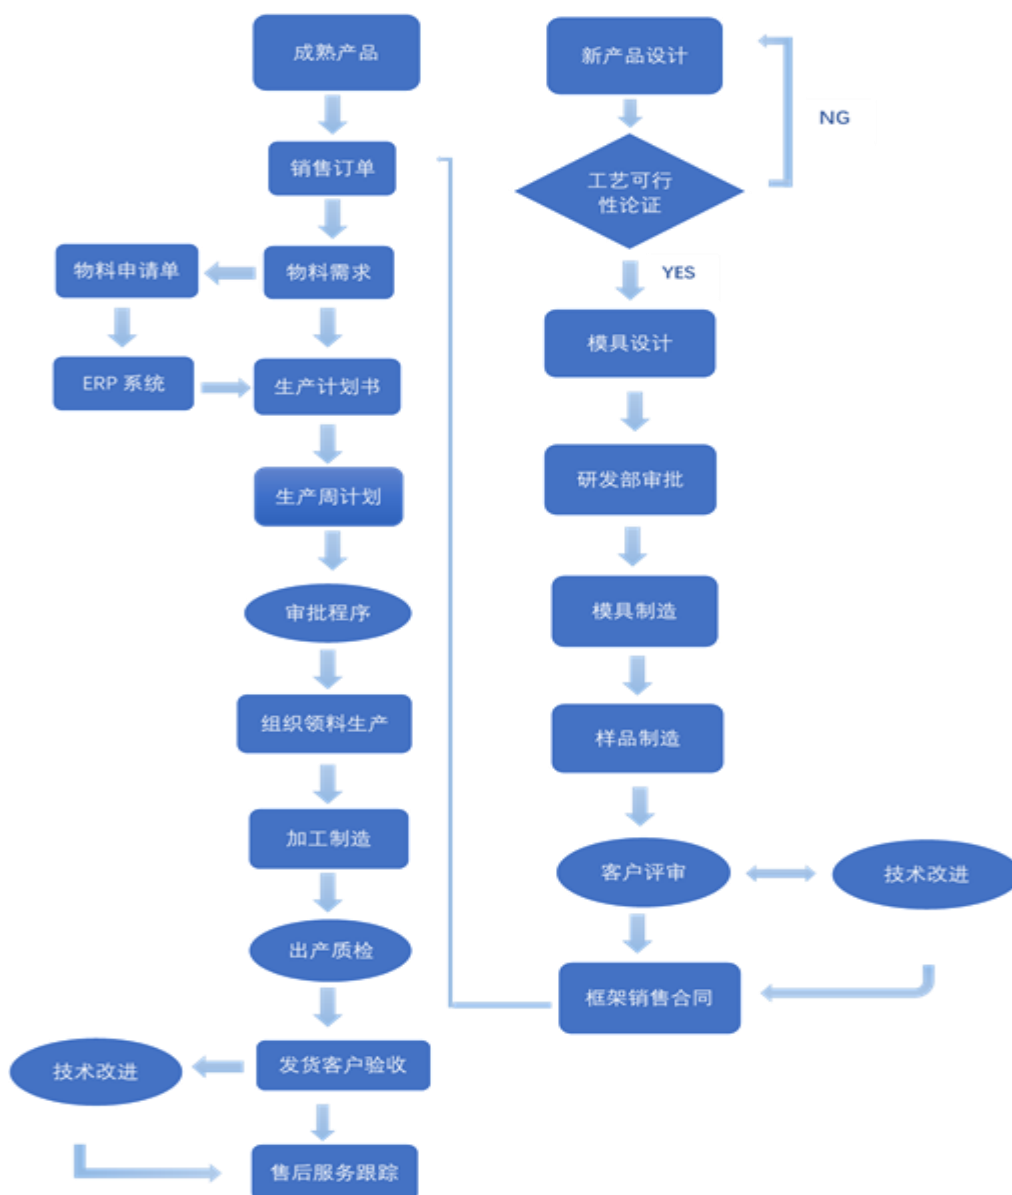 成熟产品
销售订单
物料需求
物料申请单
ERP 系统
生产计划书
生产周计划
审批程序
组织领料生产
加工制造
出产质检
发货客户验收
技术改进
售后服务跟踪
新产品设计
NG
工艺可行
性论证
YES
模具设计
研发部审批
模具制造
样品制造
客户评审
技术改进
框架销售合同